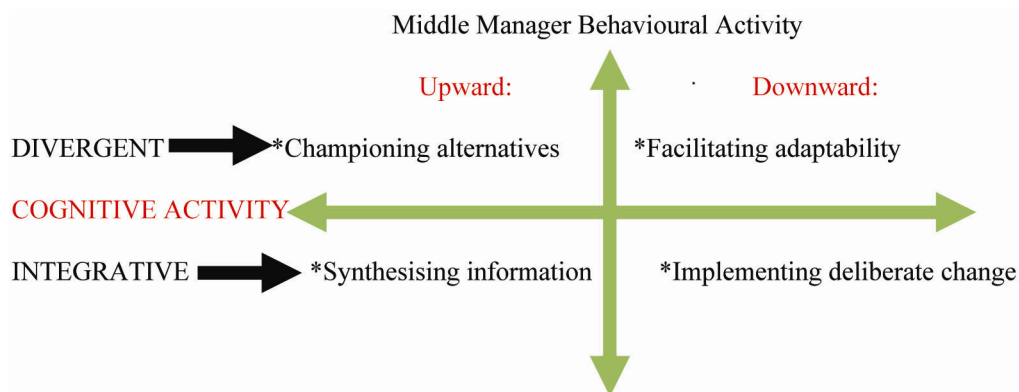 Middle Manager Behavioural Activity
Upward: Downward:
DIVERGENT *Championing alternatives *Facilitating adaptability
COGNITIVE ACTIVITY
INTEGRATIVE *Synthesising information *Implementing deliberate change